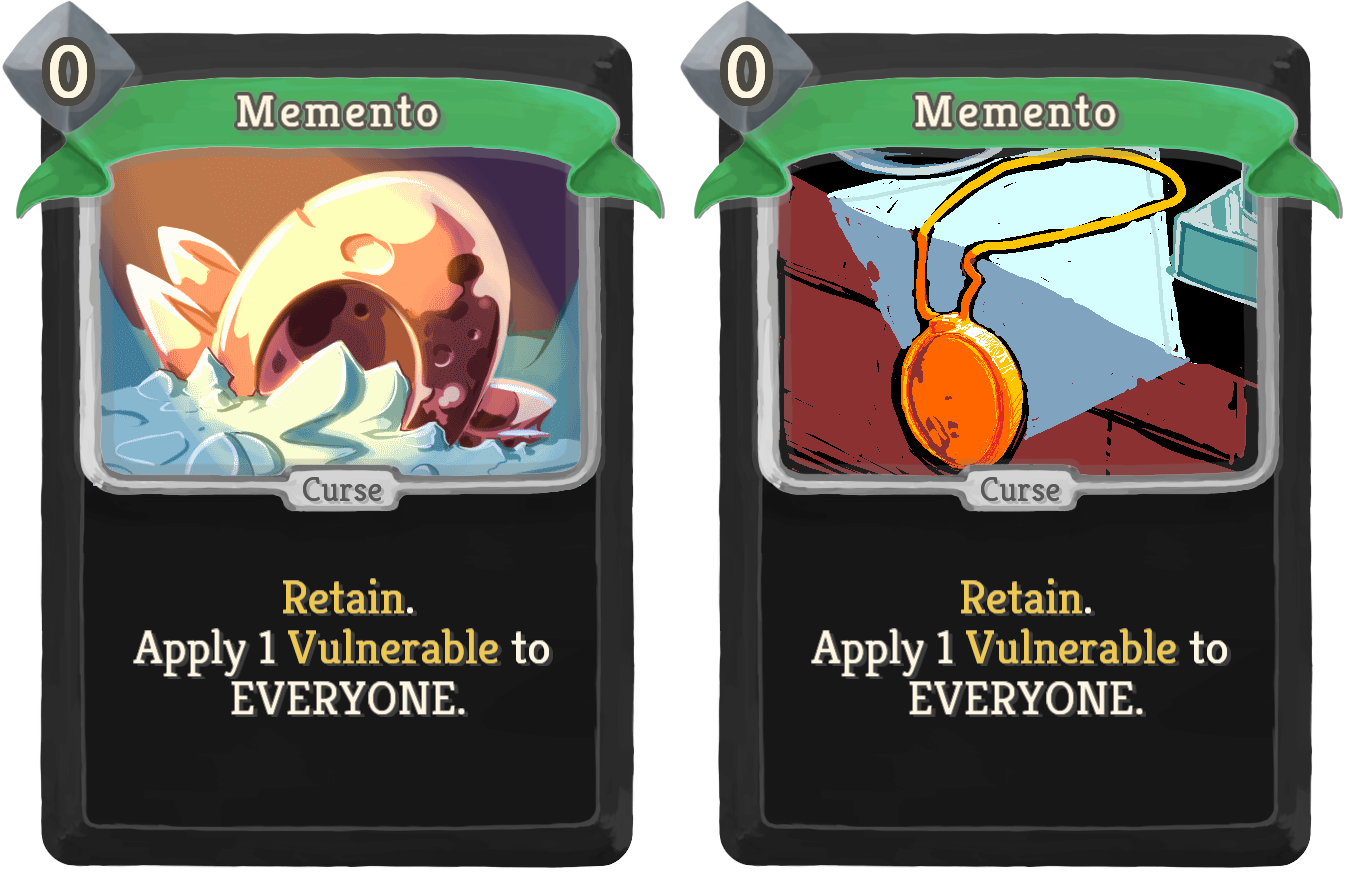 0
Memento
Curse
Retain.
Apply 1 Vulnerable to
EVERYONE.
0
Memento
Curse
Retain.
Apply 1 Vulnerable to
EVERYONE.